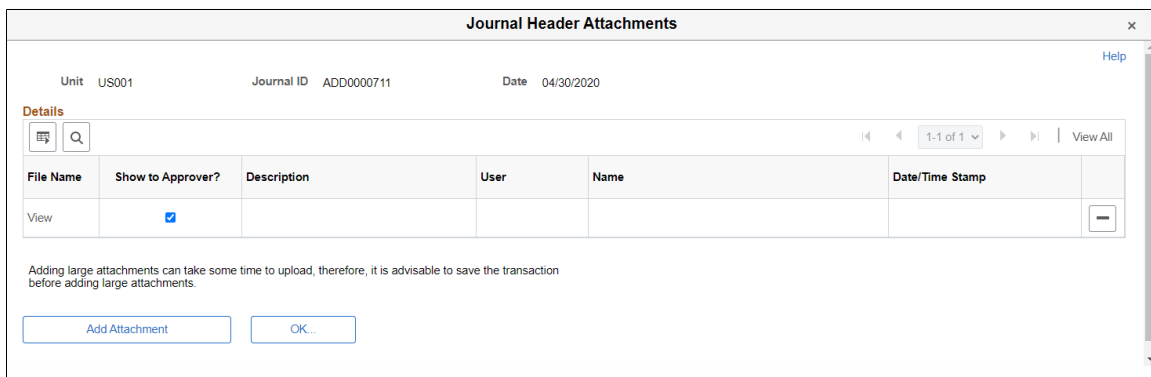 Journal Header Attachments ×
Help
Unit US001 Journal ID ADD0000711 Date 04/30/2020
Details
1-1 of 1 | View All
File Name Show to Approver? Description User Name Date/Time Stamp
View
Adding large attachments can take some time to upload, therefore, it is advisable to save the transaction
before adding large attachments.
Add Attachment OK...